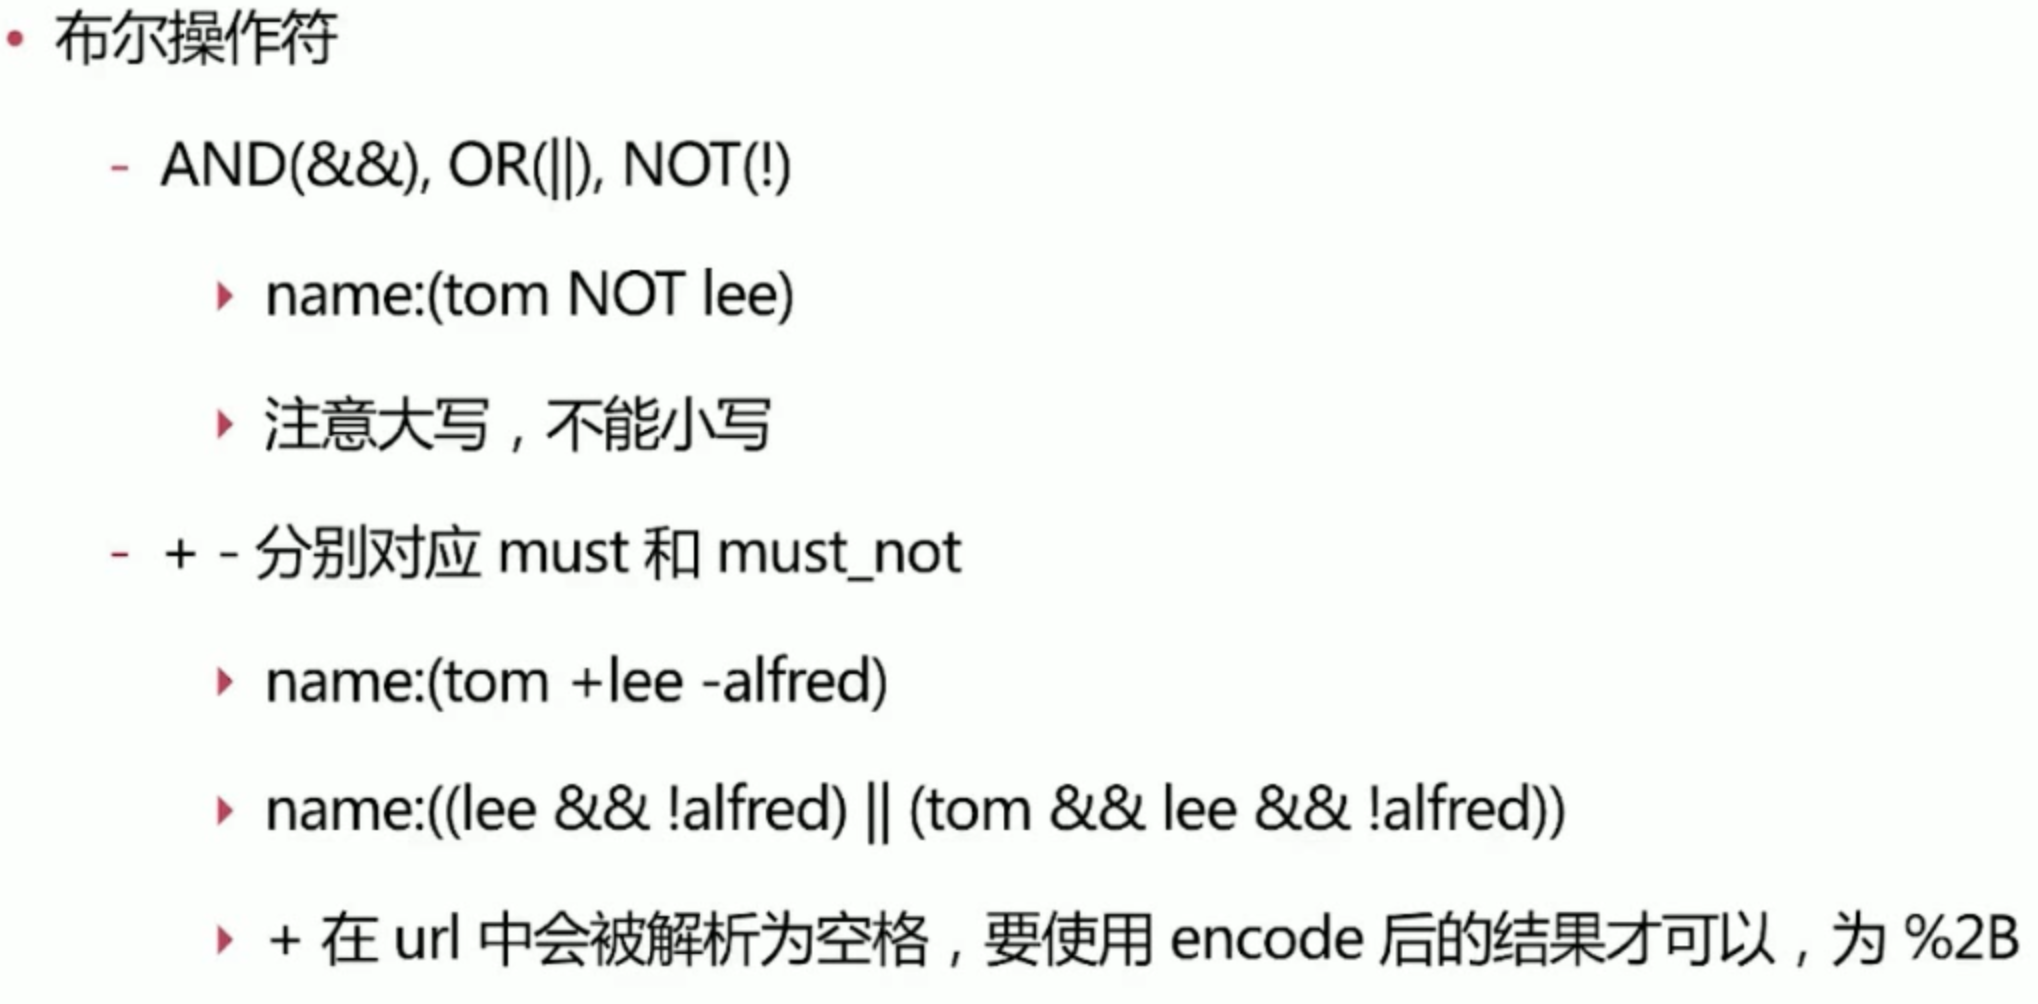 • 布尔操作符
- AND(&&), OR(||), NOT(!)
name:(tom NOT lee)
注意大写，不能小写
- + - 分别对应 must 和 must_not
name:(tom +lee -alfred)
name:((lee && !alfred) || (tom && lee && !alfred))
+ 在 url 中会被解析为空格，要使用 encode 后的结果才可以，为 %2B